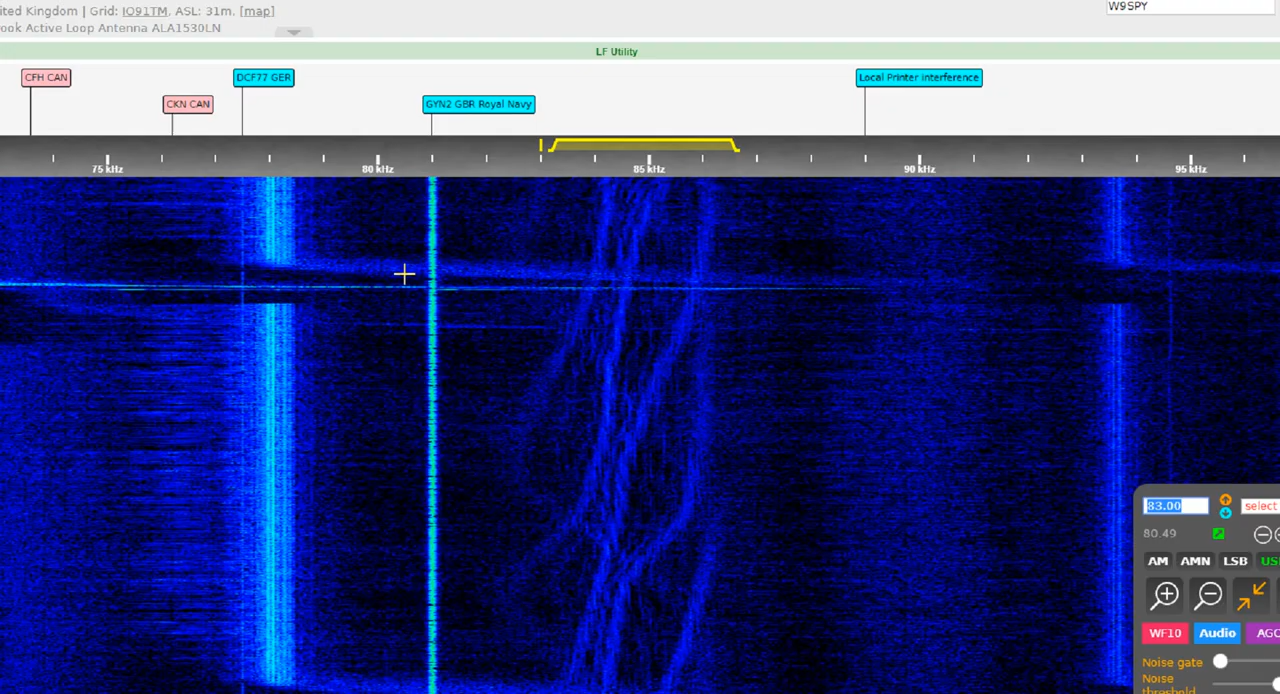 ited Kingdom | Grid: IO91TM, ASL: 31m. [map]
W9SPY
ook Active Loop Antenna ALA1530LN
LF Utility
CFH CAN
DCF77 GER
Local Printer interference
CKN CAN
GYN2 GBR Royal Navy
75 kHz
80 kHz
85 kHz
90 kHz
95 kHz
83.00
select
80.49
AM AMN LSB US
WF10 Audio AGC
Noise gate
Noise
threshold